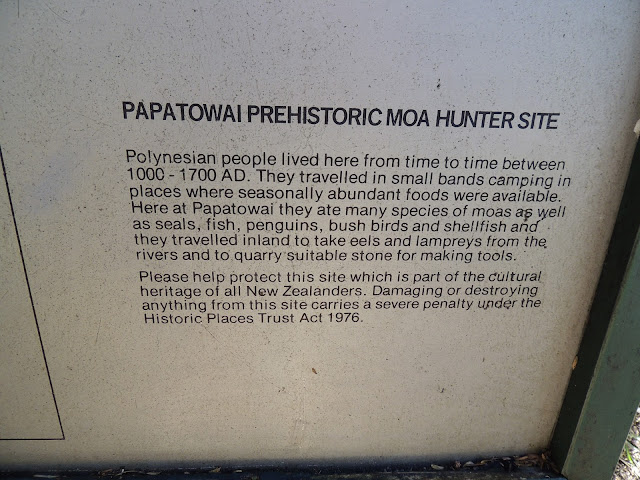 PAPATOWAI PREHISTORIC MOA HUNTER SITE
Polynesian people lived here from time to time between
1000 - 1700 AD. They travelled in small bands camping in
places where seasonally abundant foods were available.
Here at Papatowai they ate many species of moas as well
as seals, fish, penguins, bush birds and shellfish and
they travelled inland to take eels and lampreys from the
rivers and to quarry suitable stone for making tools.
Please help protect this site which is part of the cultural
heritage of all New Zealanders. Damaging or destroying
anything from this site carries a severe penalty under the
Historic Places Trust Act 1976.